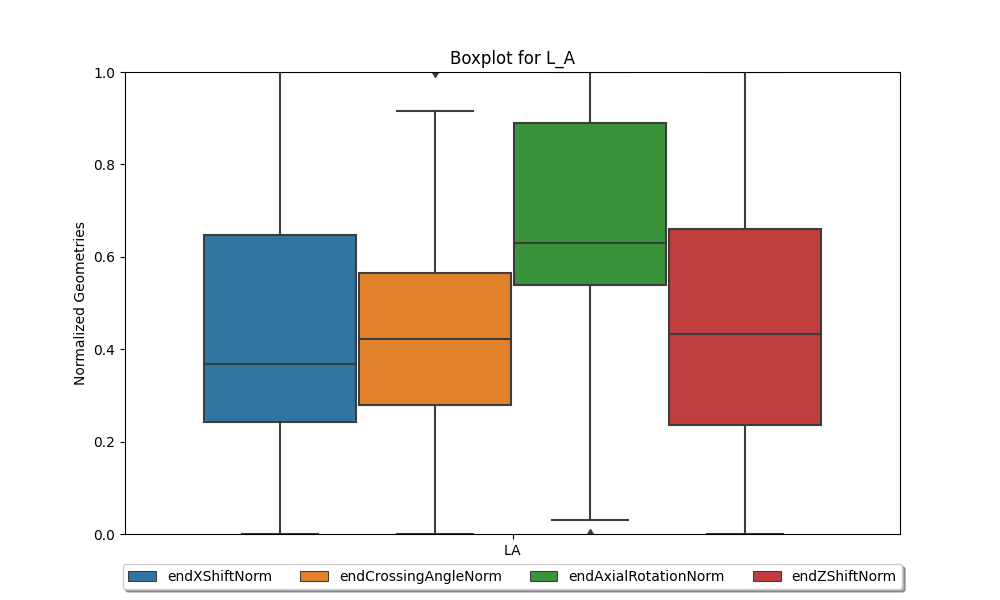 Boxplot for L_A
1.0
0.8
0.6
0.4
0.2
0.0
Normalized Geometries
LA
endXShiftNorm endCrossingAngleNorm endAxialRotationNorm endZShiftNorm